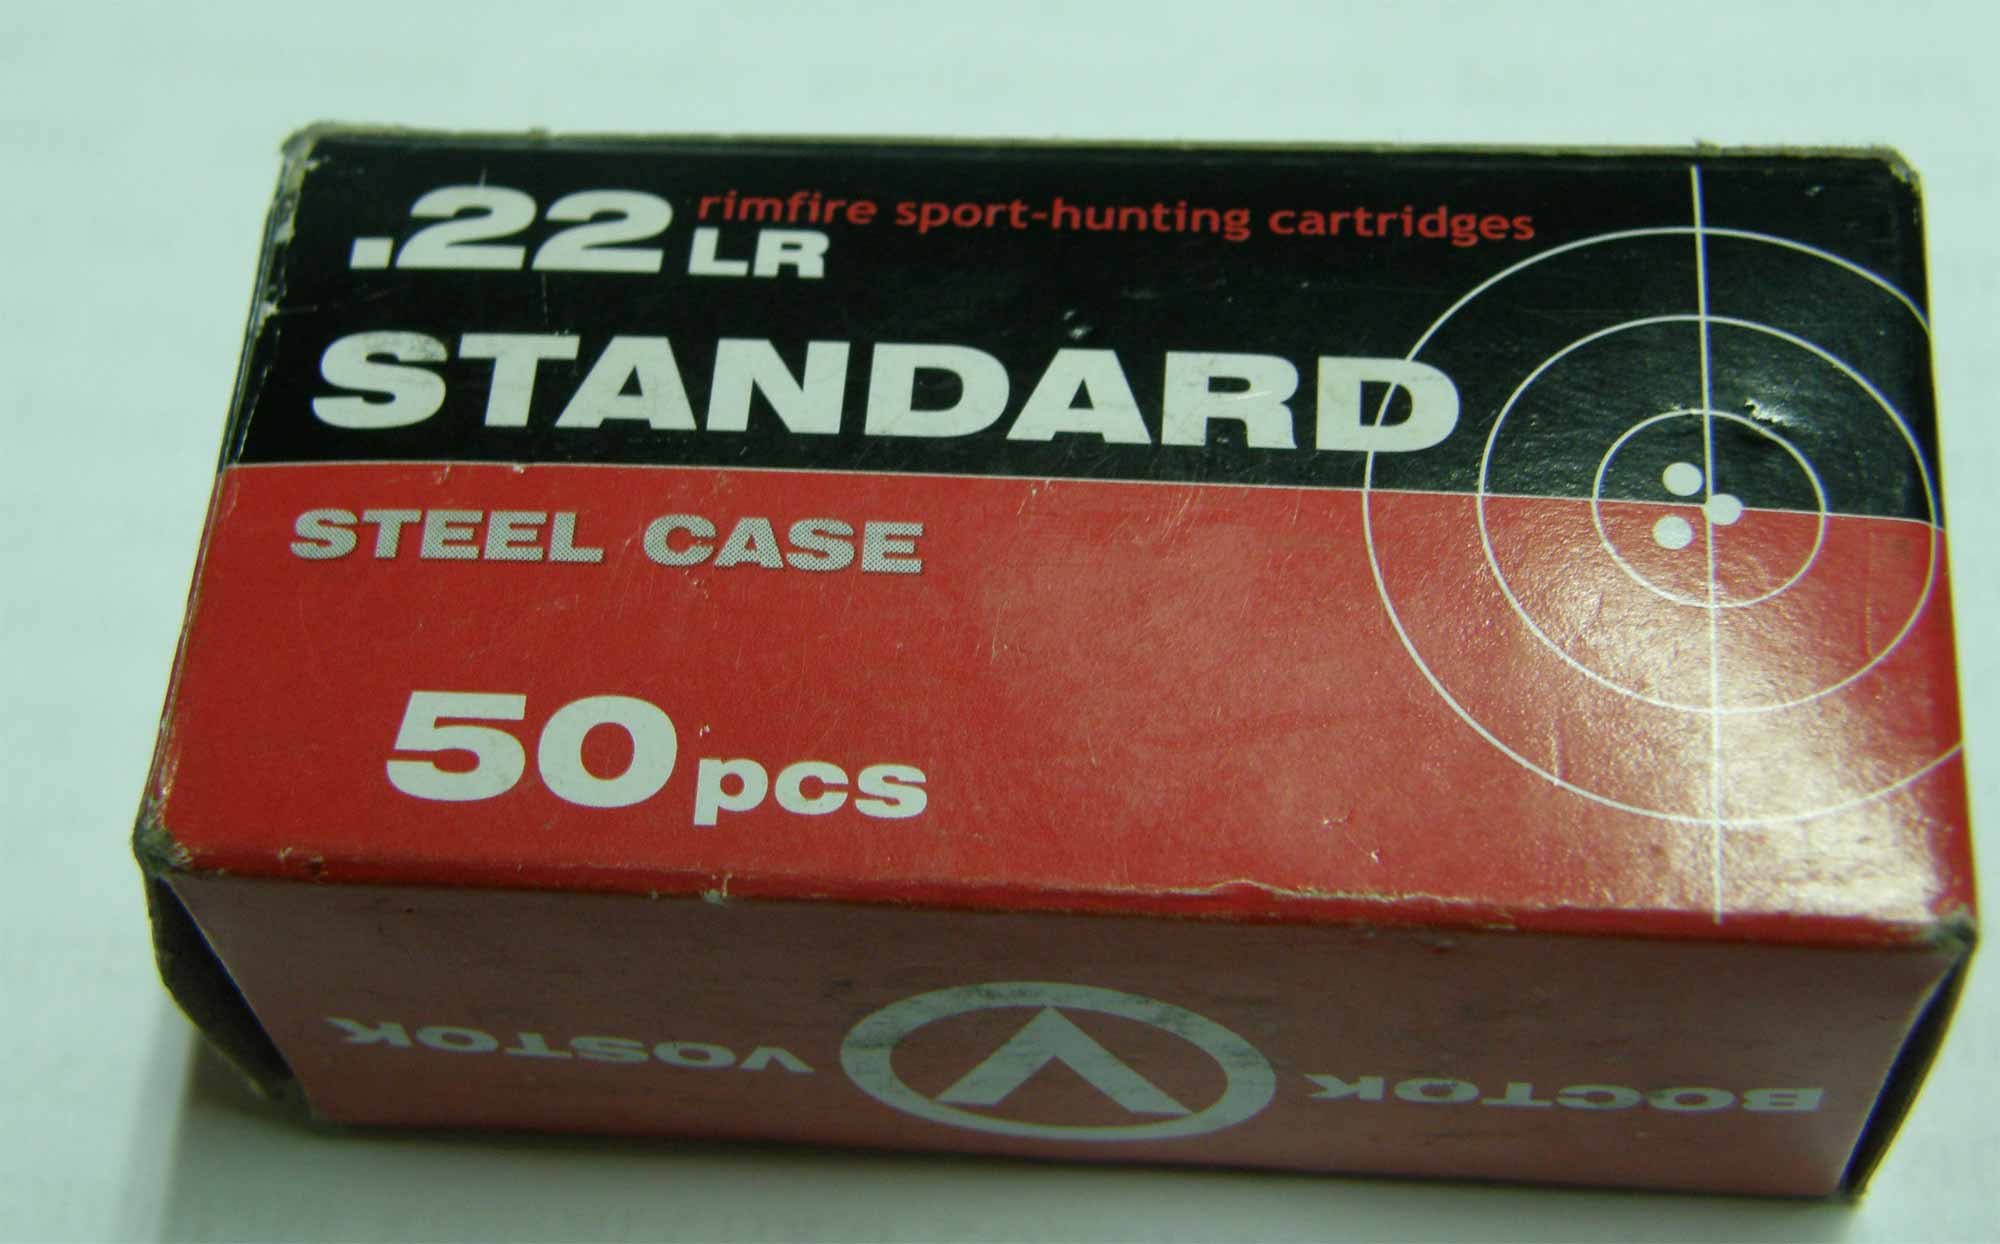 .22 LR rimfire sport-hunting cartridges
STANDARD
STEEL CASE
50 pcs
ВОСТОК V VOSTOK